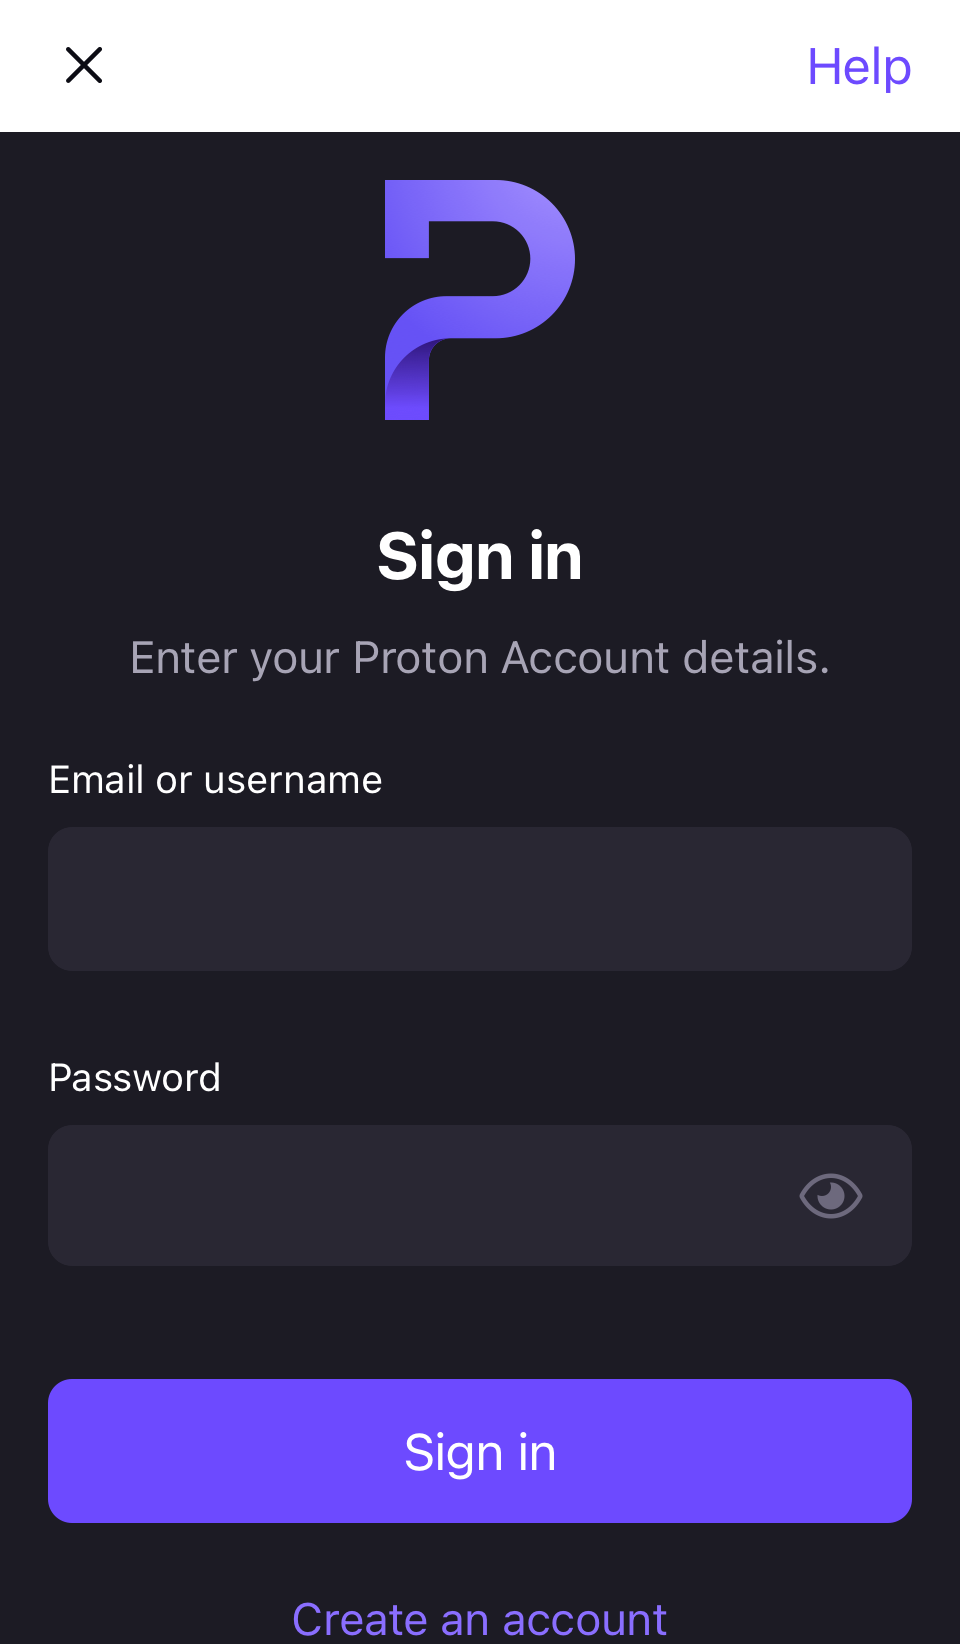 Help
Sign in
Enter your Proton Account details.
Email or username
Password
Sign in
Create an account